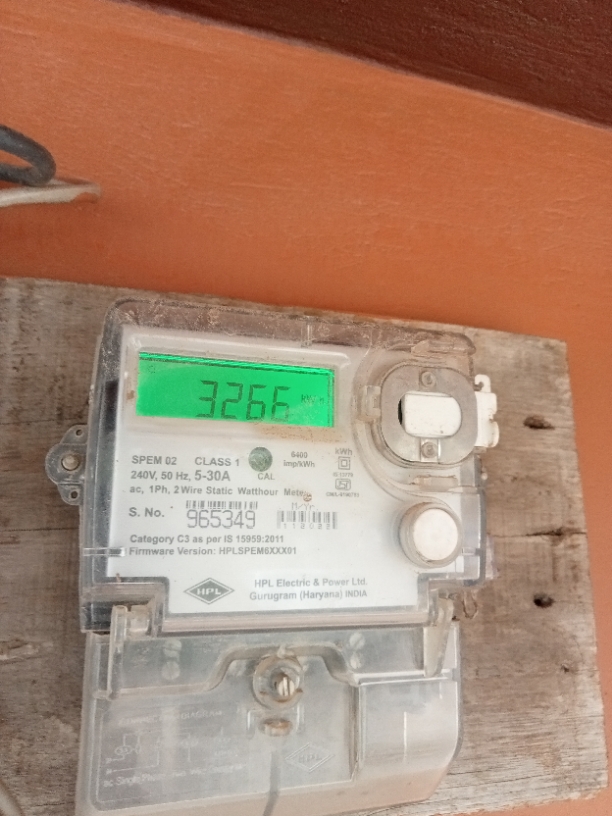 3266 kWh
SPEM 02 CLASS 1
6400 imp/kWh
kWh
240V, 50 Hz, 5-30A
CAL
ac, 1Ph, 2 Wire Static Watthour Meter
S. No. 965349
Category C3 as per IS 15959:2011
Firmware Version: HPLSPEM6XXX01
HPL
HPL Electric & Power Ltd.
Gurugram (Haryana) INDIA
HPL